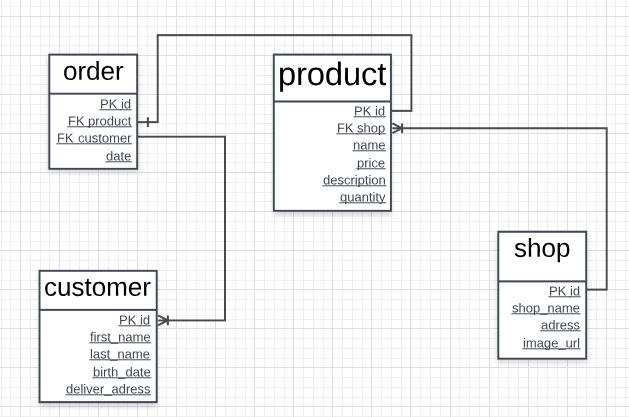 order
PK id
FK product
FK customer
date
product
PK id
FK shop
name
price
description
quantity
customer
PK id
first_name
last_name
birth_date
deliver_adress
shop
PK id
shop_name
adress
image_url